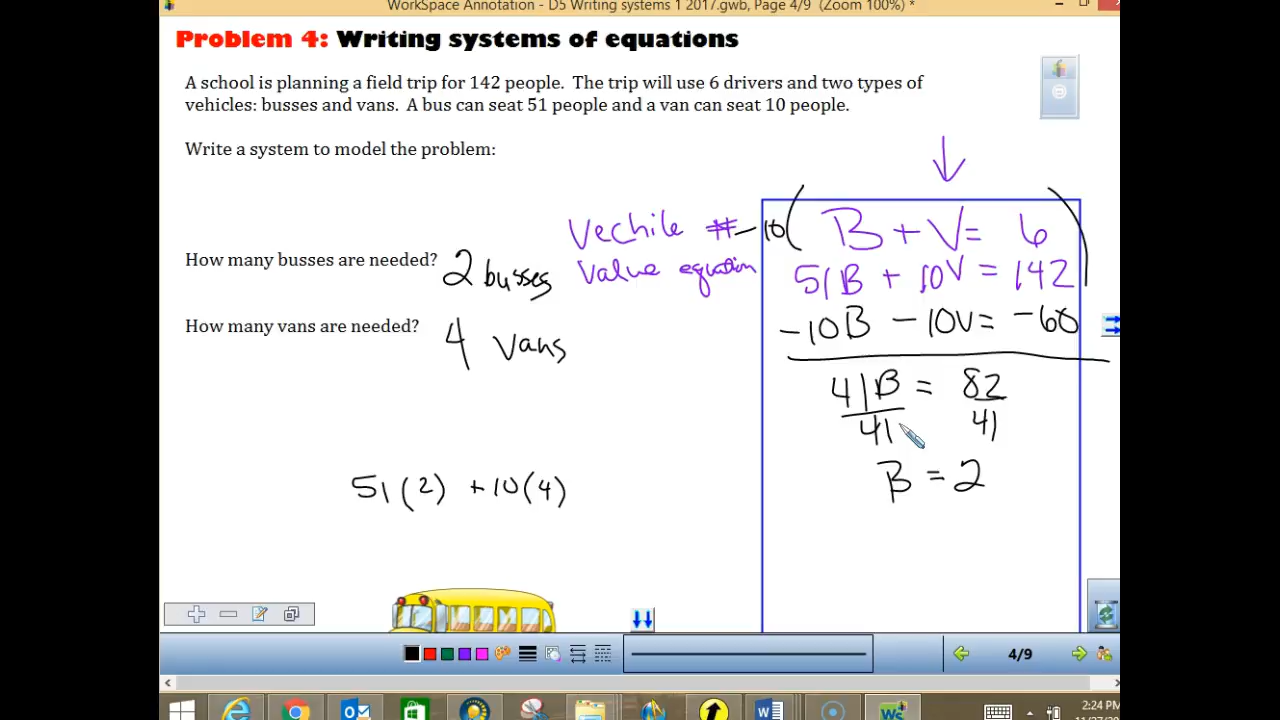 WorkSpace Annotation - D5 Writing systems 1 2017.gwb, Page 4/9 (Zoom 100%) *
Problem 4: Writing systems of equations
A school is planning a field trip for 142 people. The trip will use 6 drivers and two types of
vehicles: busses and vans. A bus can seat 51 people and a van can seat 10 people.
Write a system to model the problem:
Vechile # -10( B + V = 6 )
How many busses are needed? 2 busses
Value equation 51B + 10V = 142
How many vans are needed? 4 vans
-10B - 10V = -60
41B = 82
41 41
B = 2
51(2) + 10(4)
4/9
2:24 PM